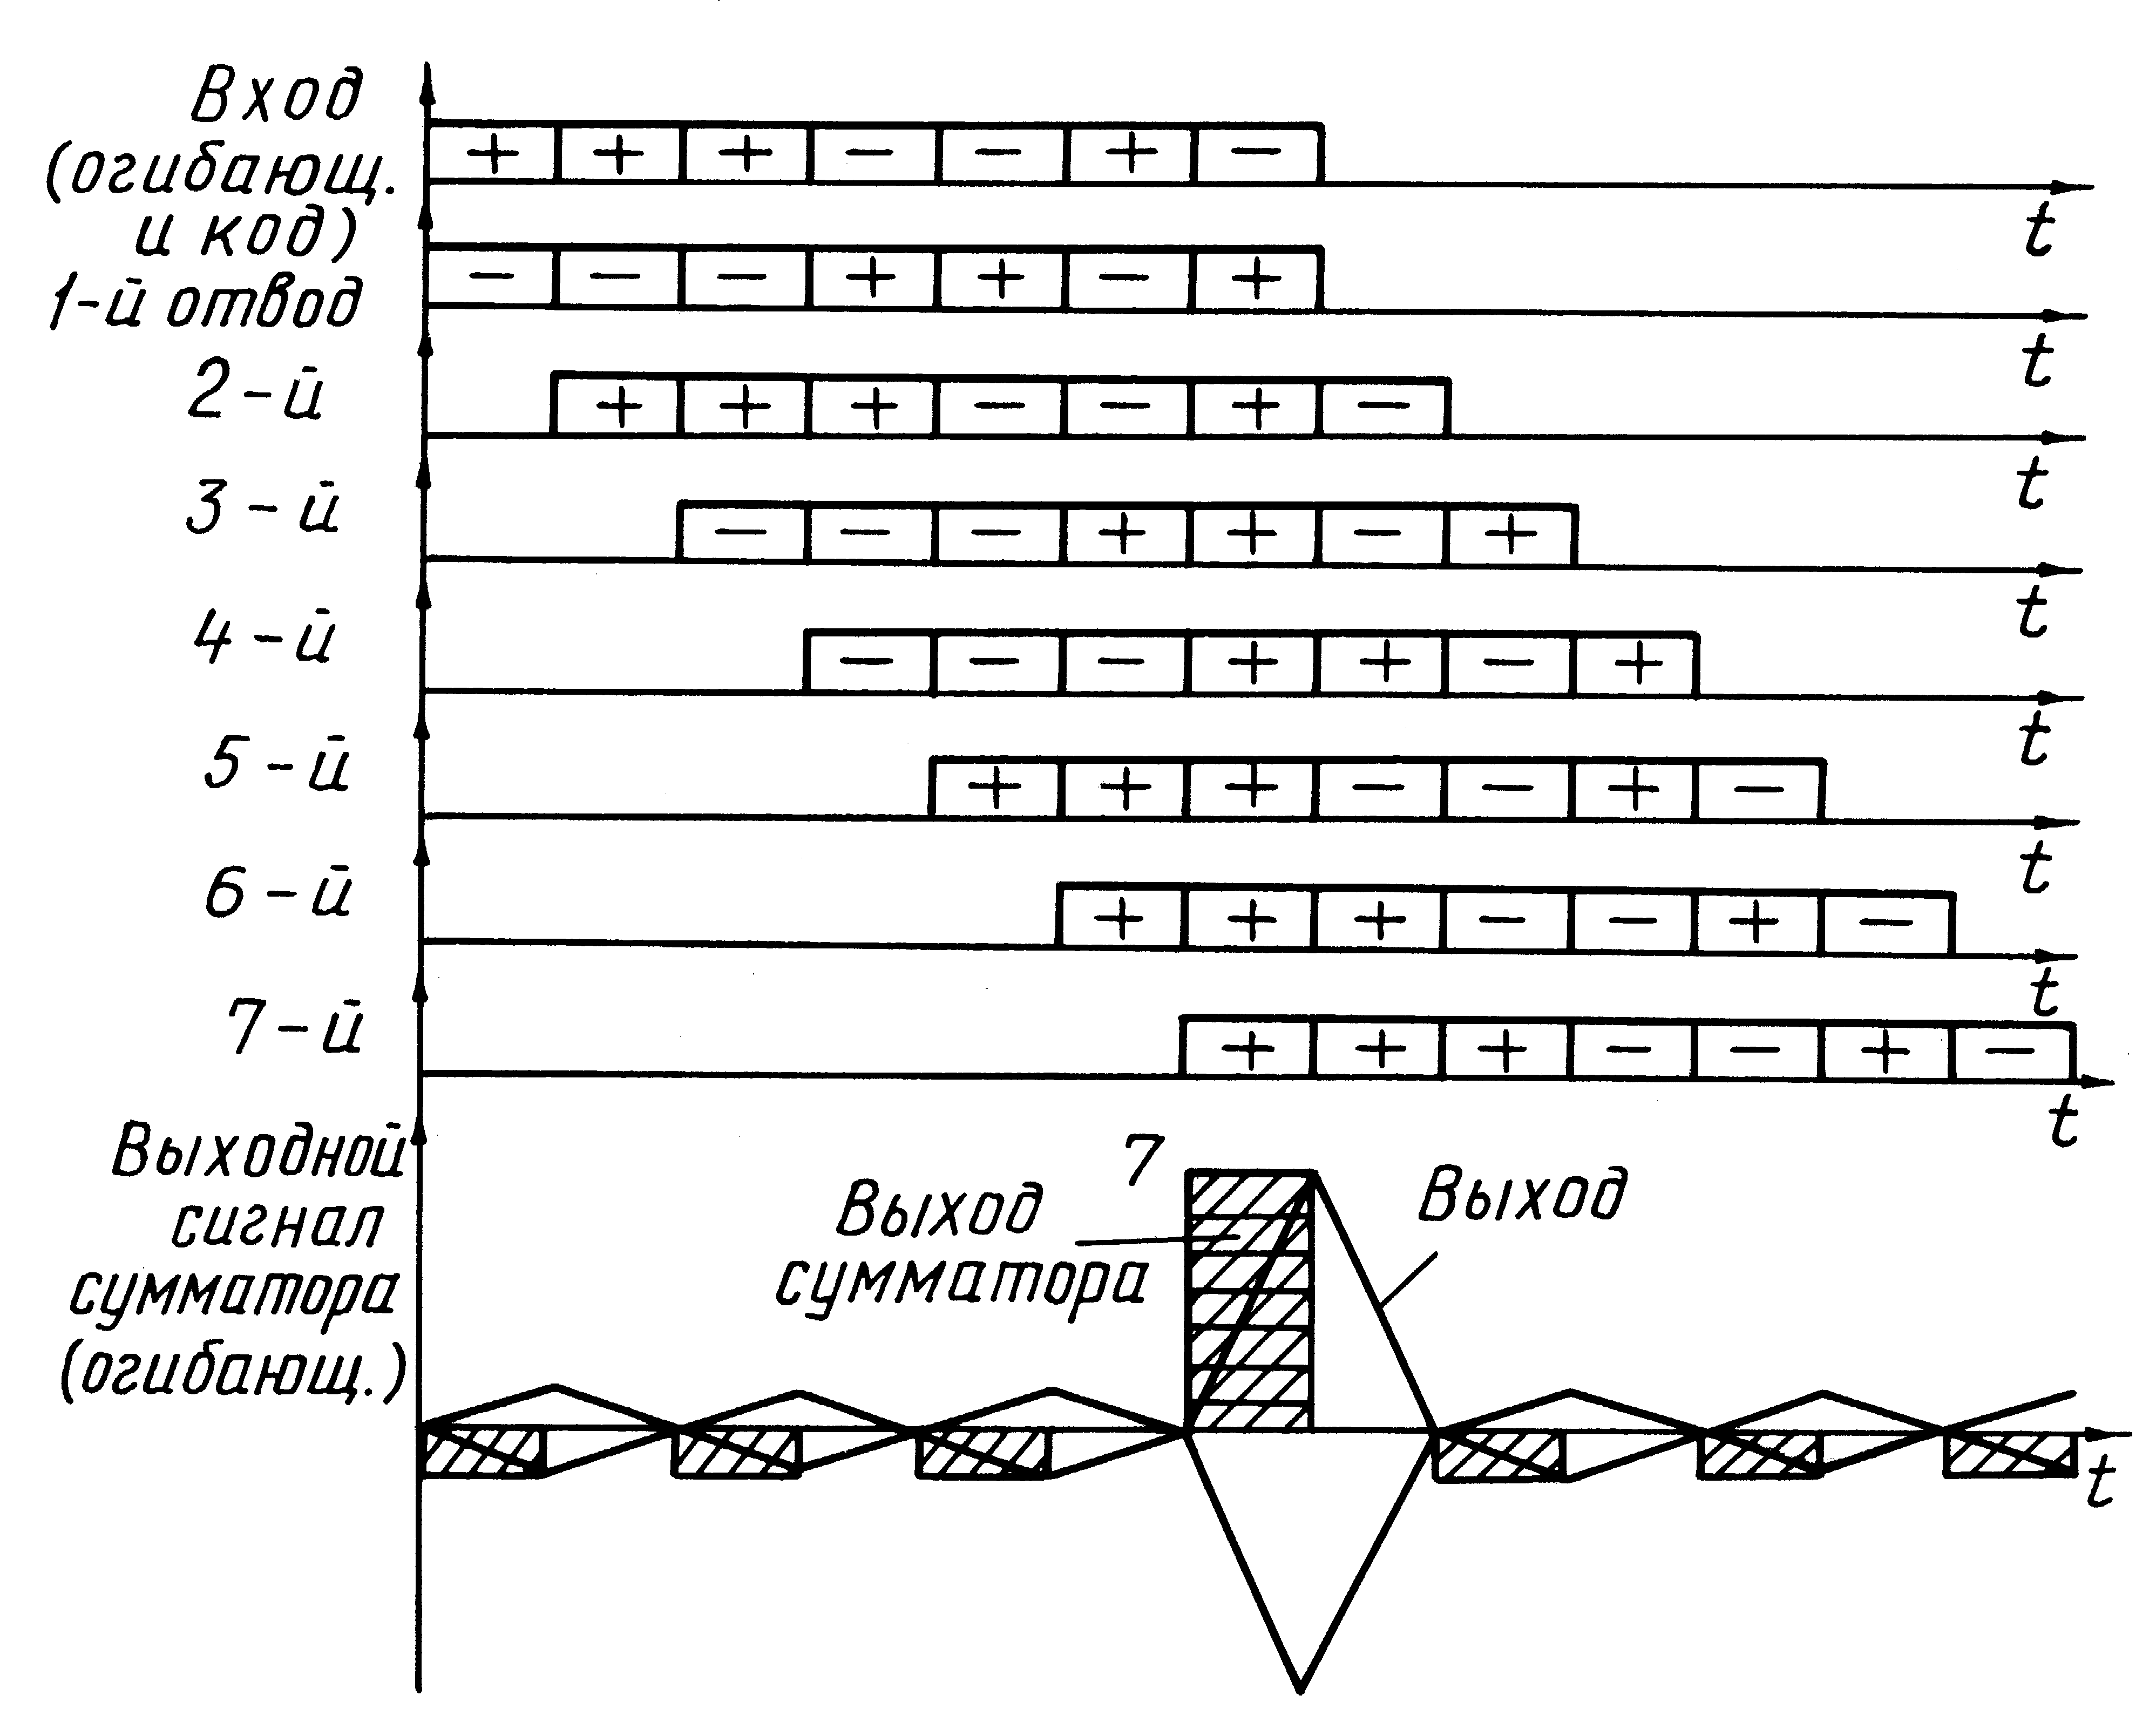 Вход
(огибающ.
и код)
+ + + − − + −
t
1-й отвод
− − − + + − +
t
2-й
+ + + − − + −
t
3-й
− − − + + − +
t
4-й
− − − + + − +
t
5-й
+ + + − − + −
t
6-й
+ + + − − + −
t
7-й
+ + + − − + −
t
Выходной
сигнал
сумматора
(огибающ.)
7
Выход
сумматора
Выход
t